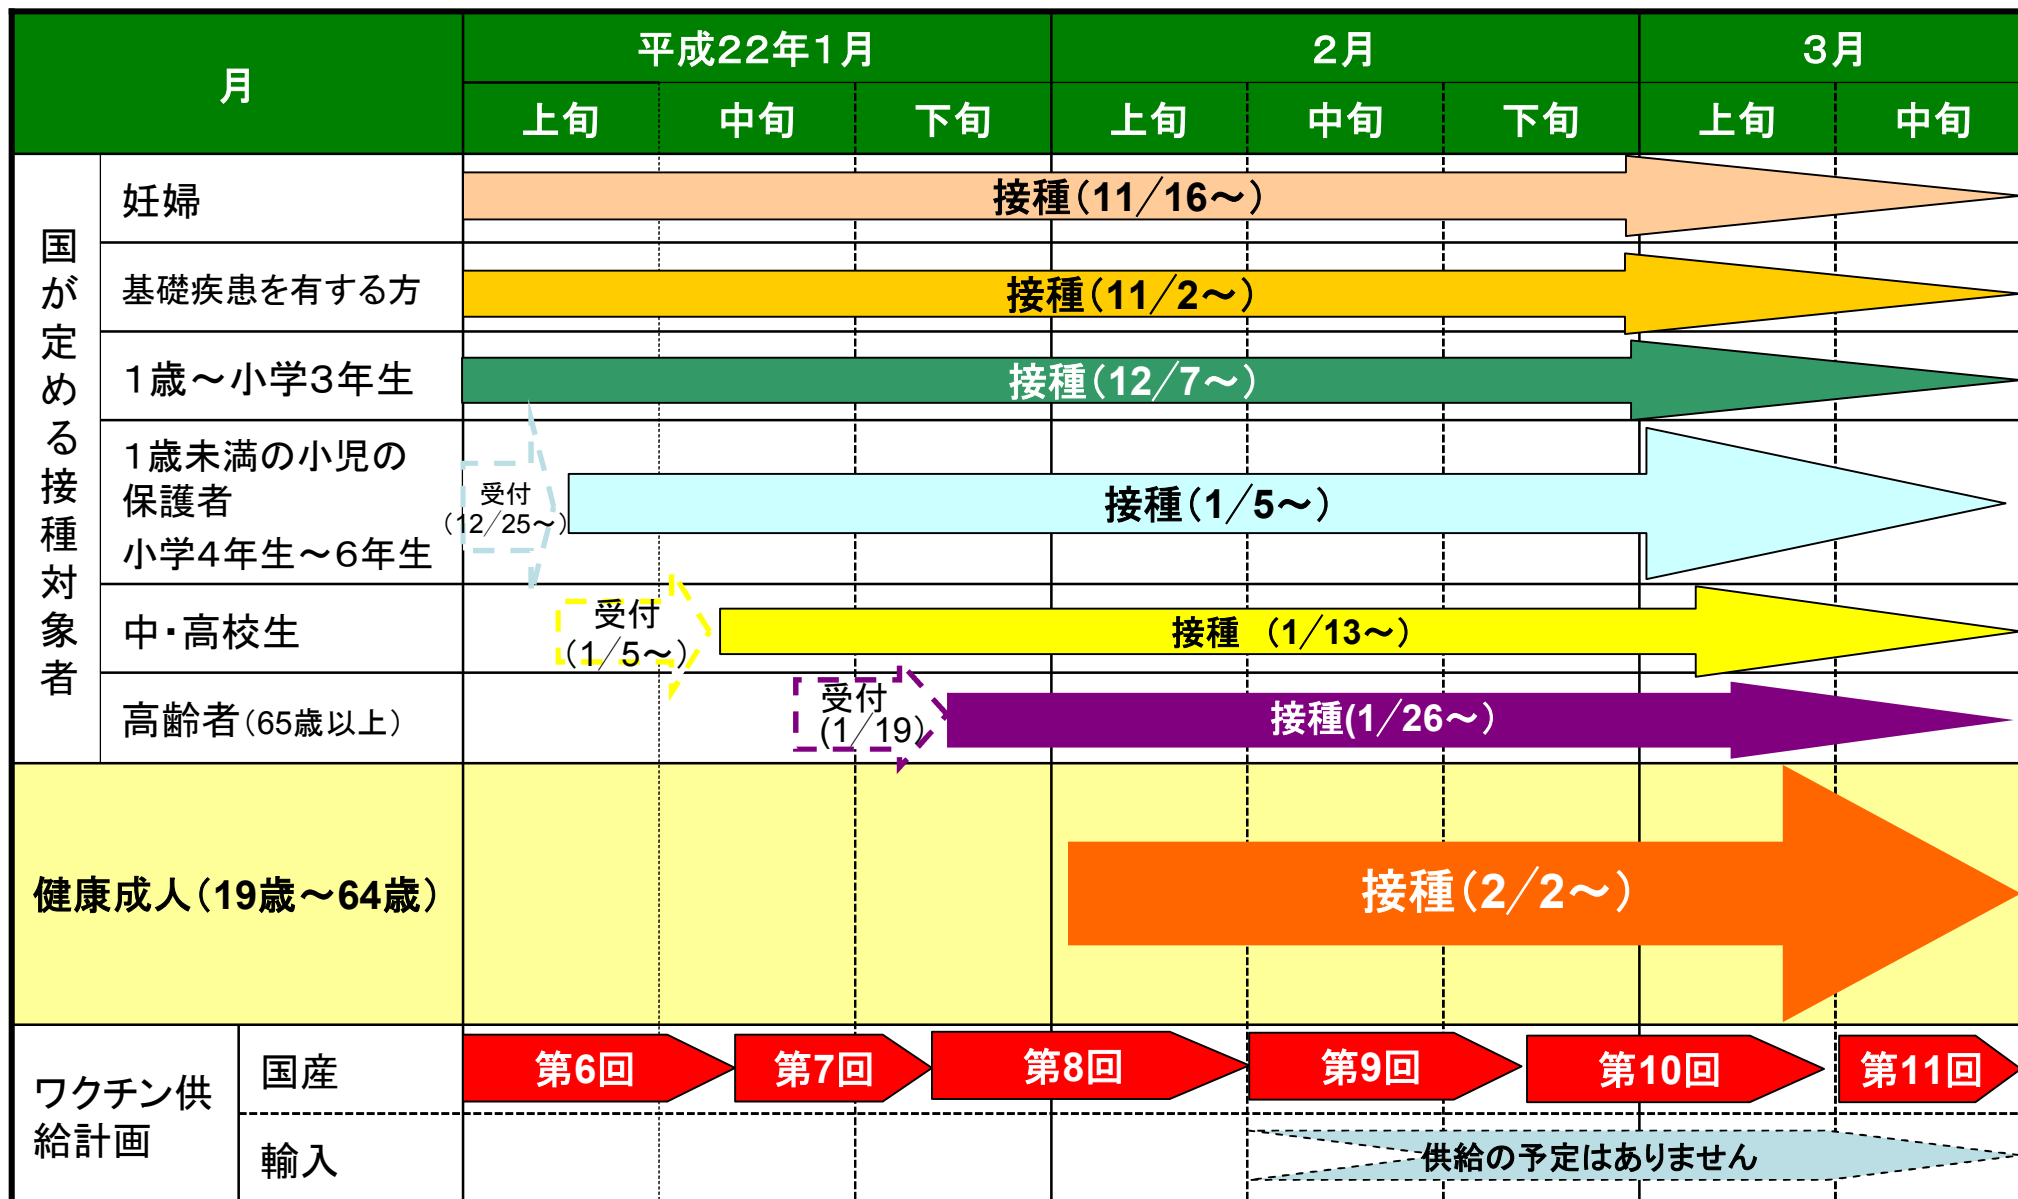 月
平成22年1月
2月
3月
上旬
中旬
下旬
上旬
中旬
下旬
上旬
中旬
国が定める接種対象者
妊婦
接種（11／16～）
基礎疾患を有する方
接種（11／2～）
1歳～小学3年生
接種（12／7～）
1歳未満の小児の
保護者
小学4年生～6年生
受付
（12／25～）
接種（1／5～）
中・高校生
受付
（1／5～）
接種 （1／13～）
高齢者（65歳以上）
受付
(1／19)
接種(1／26～）
健康成人（19歳～64歳）
接種（2／2～）
ワクチン供
給計画
国産
第6回
第7回
第8回
第9回
第10回
第11回
輸入
供給の予定はありません